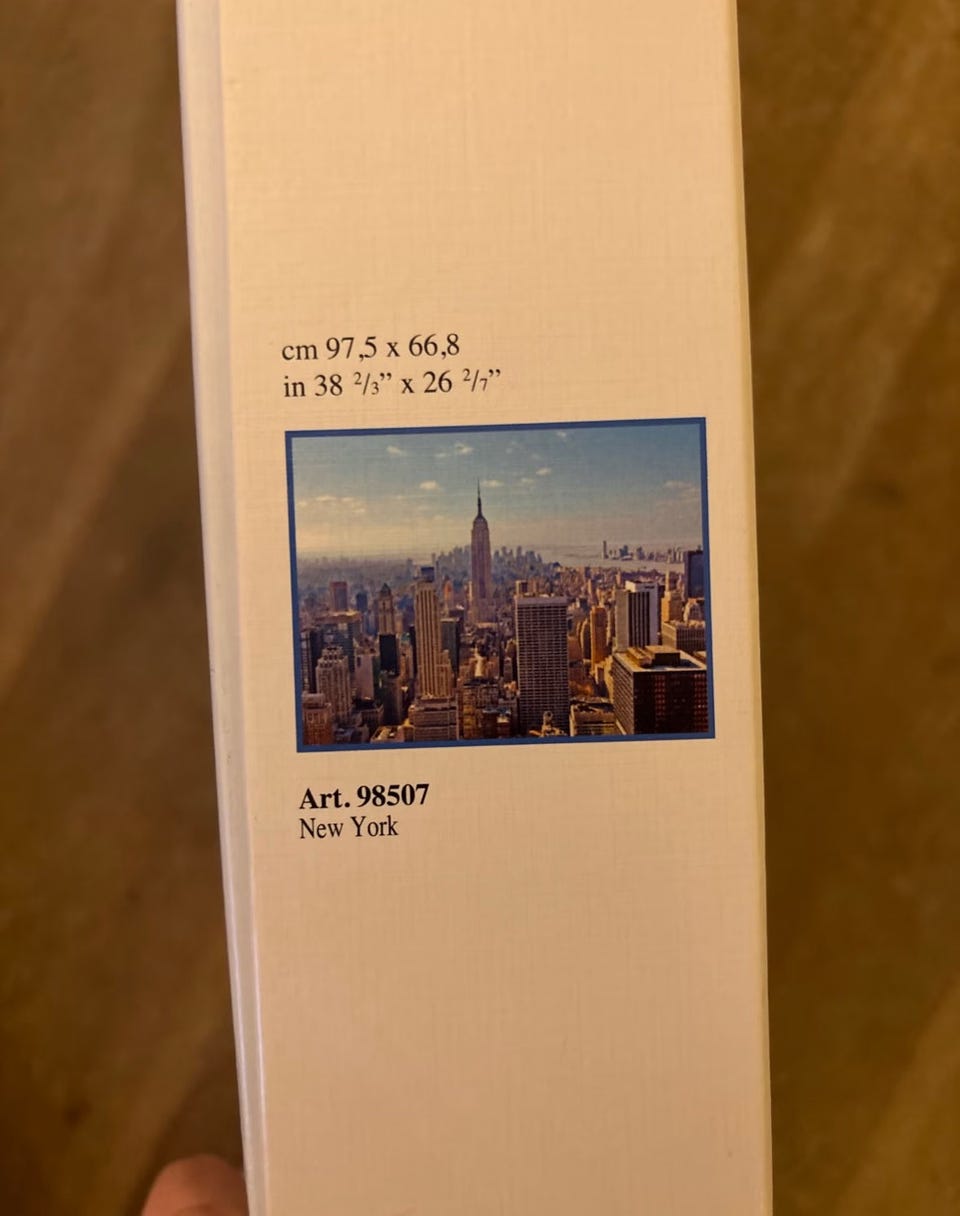 cm 97,5 x 66,8
in 38 2/3” x 26 2/7”
Art. 98507
New York